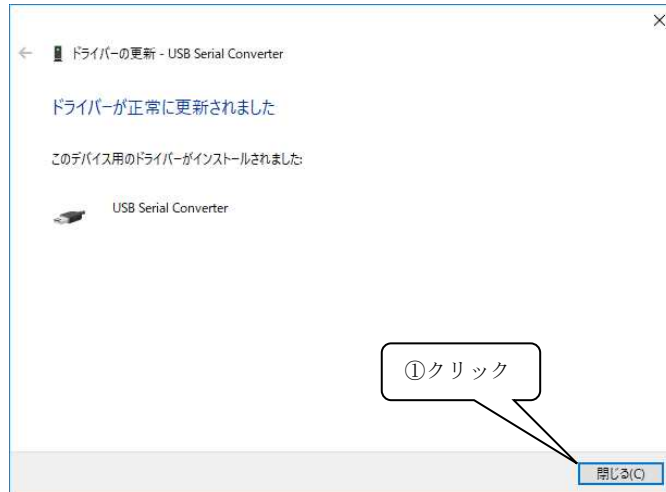 ドライバーの更新 - USB Serial Converter
ドライバーが正常に更新されました
このデバイス用のドライバーがインストールされました:
USB Serial Converter
①クリック
閉じる(C)